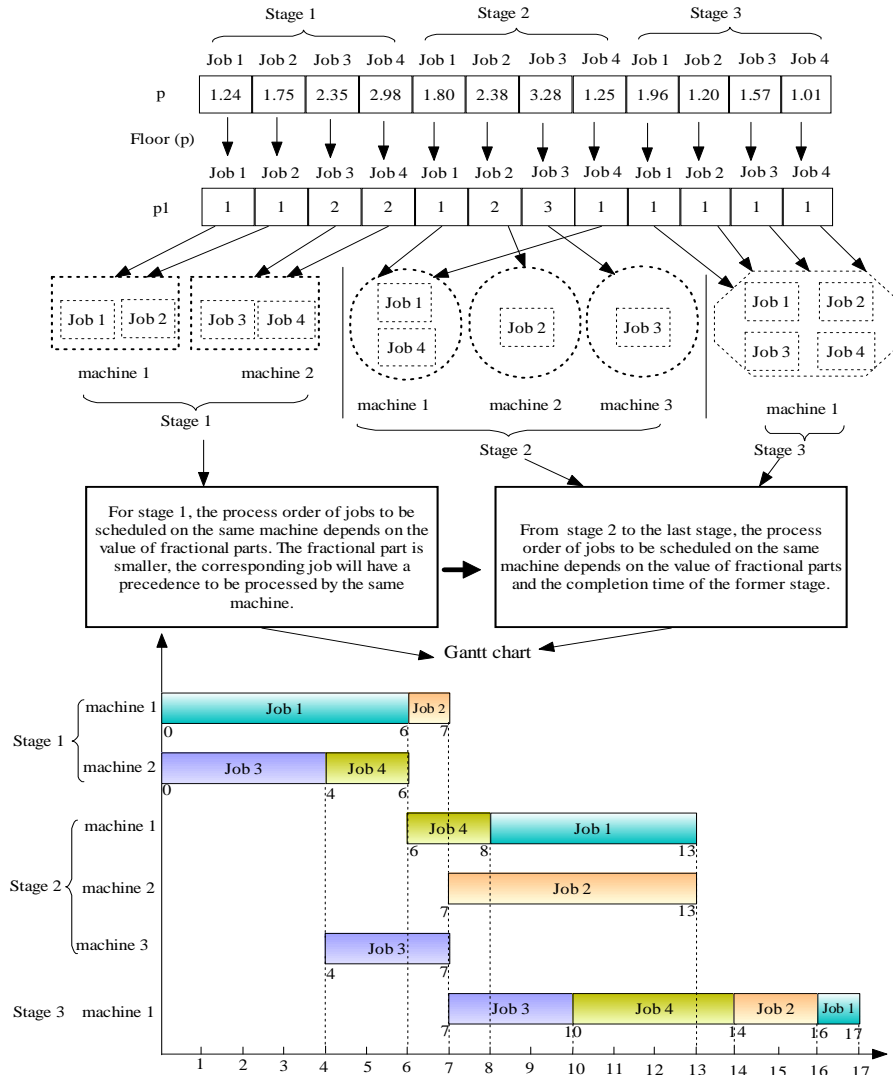 Stage 1 Stage 2 Stage 3
Job 1 Job 2 Job 3 Job 4 Job 1 Job 2 Job 3 Job 4 Job 1 Job 2 Job 3 Job 4
p 1.24 1.75 2.35 2.98 1.80 2.38 3.28 1.25 1.96 1.20 1.57 1.01
Floor (p)
Job 1 Job 2 Job 3 Job 4 Job 1 Job 2 Job 3 Job 4 Job 1 Job 2 Job 3 Job 4
p1 1 1 2 2 1 2 3 1 1 1 1 1
Job 1 Job 2 Job 3 Job 4 Job 1 Job 2 Job 3 Job 1 Job 2
Job 4 Job 3 Job 4
machine 1 machine 2 machine 1 machine 2 machine 3 machine 1
Stage 1 Stage 2 Stage 3
For stage 1, the process order of jobs to be
scheduled on the same machine depends on the
value of fractional parts. The fractional part is
smaller, the corresponding job will have a
precedence to be processed by the same
machine.
From stage 2 to the last stage, the process
order of jobs to be scheduled on the same
machine depends on the value of fractional parts
and the completion time of the former stage.
Gantt chart
Stage 1
machine 1 Job 1 Job 2
0 6 7
machine 2 Job 3 Job 4
0 4 6
Stage 2
machine 1 Job 4 Job 1
6 8 13
machine 2 Job 2
7 13
machine 3 Job 3
4 7
Stage 3 machine 1 Job 3 Job 4 Job 2 Job 1
7 10 14 16 17
1 2 3 4 5 6 7 8 9 10 11 12 13 14 15 16 17